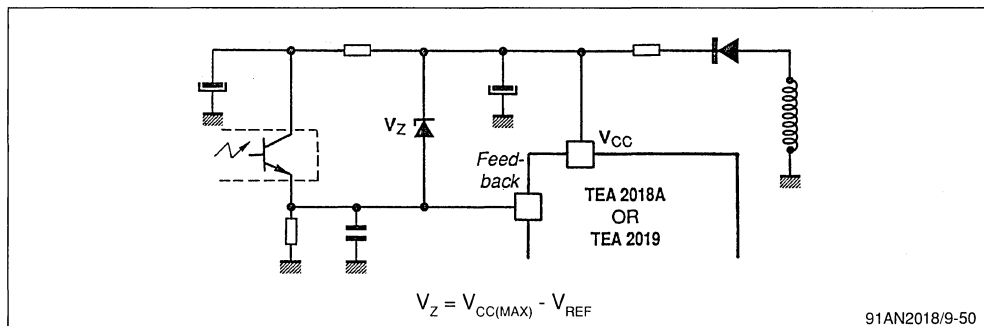 V_Z
V_CC
Feed-
back
TEA 2018A
OR
TEA 2019
V_Z = V_CC(MAX) - V_REF
91AN2018/9-50